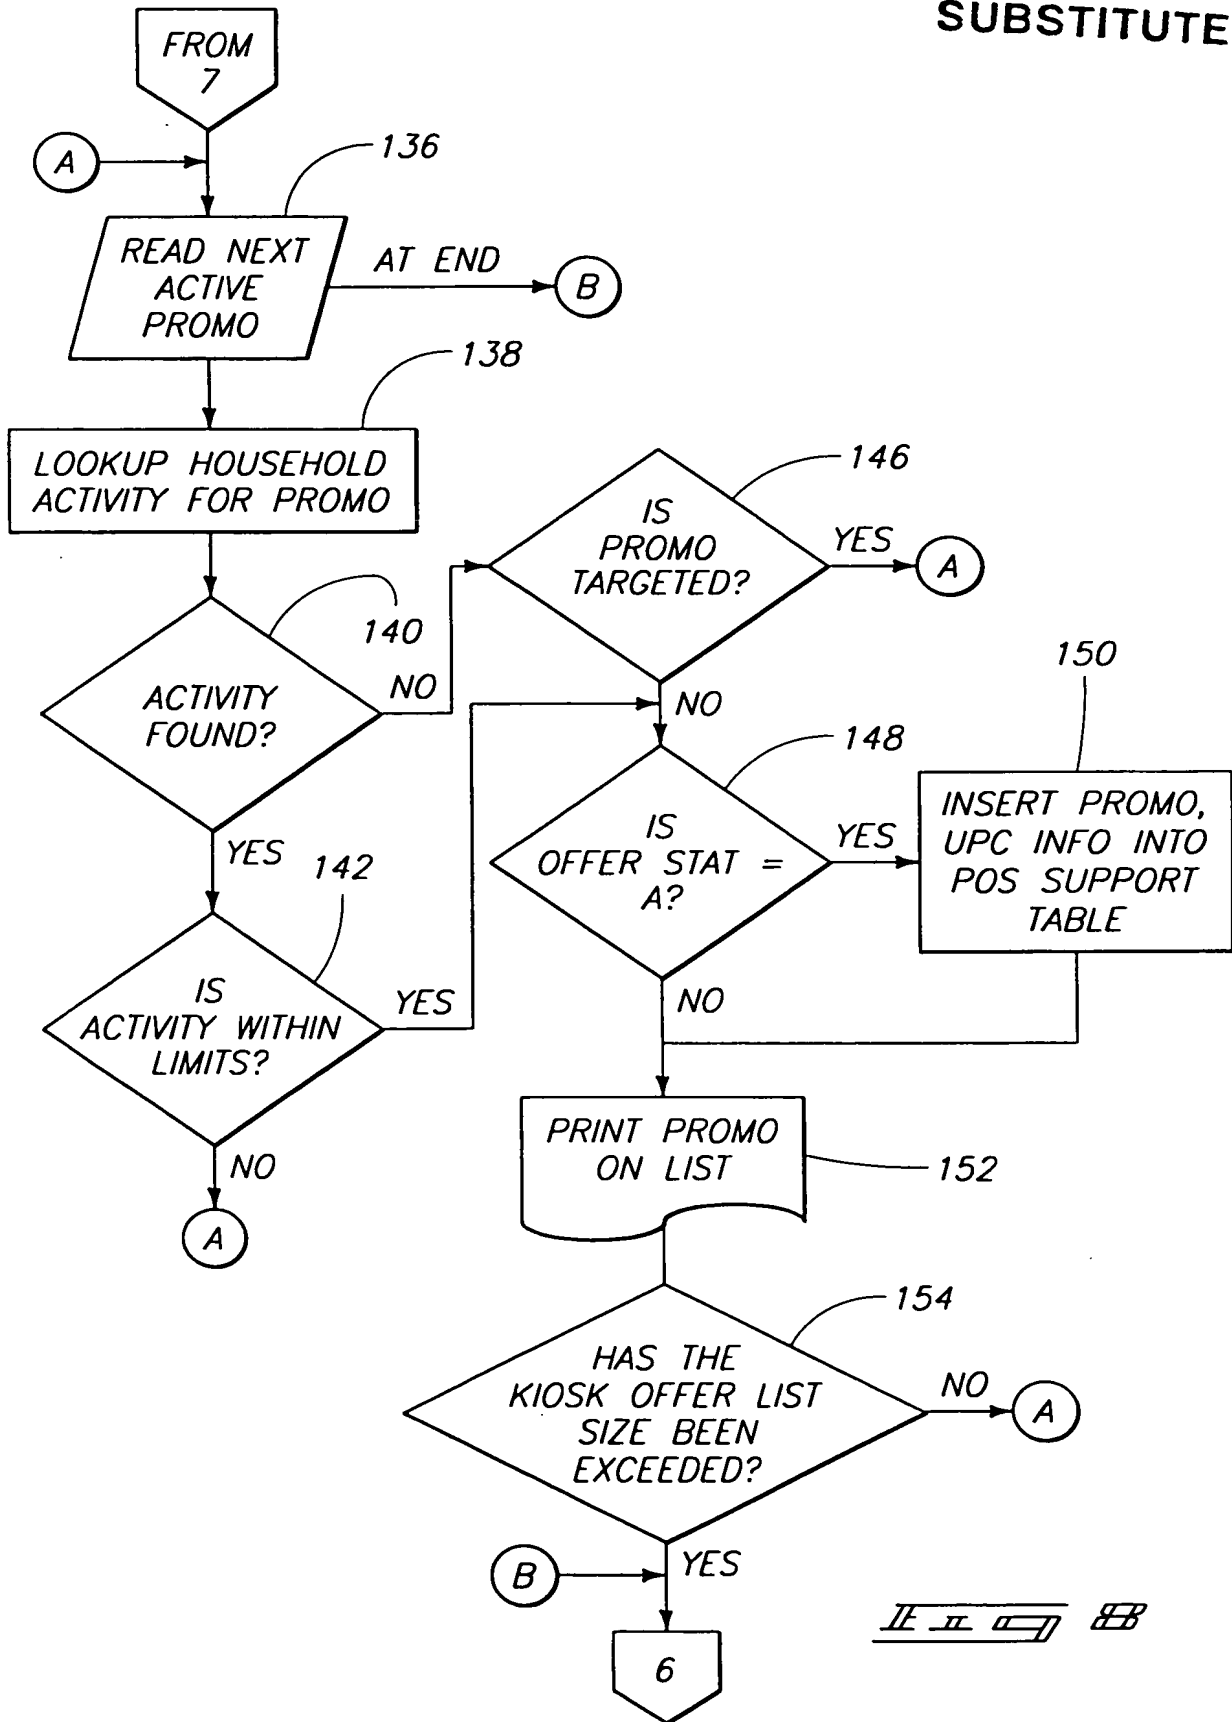 SUBSTITUTE
FROM
7
A
136
READ NEXT
ACTIVE
PROMO
AT END
B
138
LOOKUP HOUSEHOLD
ACTIVITY FOR PROMO
146
IS
PROMO
TARGETED?
YES
A
140
ACTIVITY
FOUND?
NO
NO
YES
148
IS
OFFER STAT =
A?
YES
150
INSERT PROMO,
UPC INFO INTO
POS SUPPORT
TABLE
142
IS
ACTIVITY WITHIN
LIMITS?
YES
NO
NO
A
PRINT PROMO
ON LIST
152
154
HAS THE
KIOSK OFFER LIST
SIZE BEEN
EXCEEDED?
NO
A
B
YES
6
Fig 8